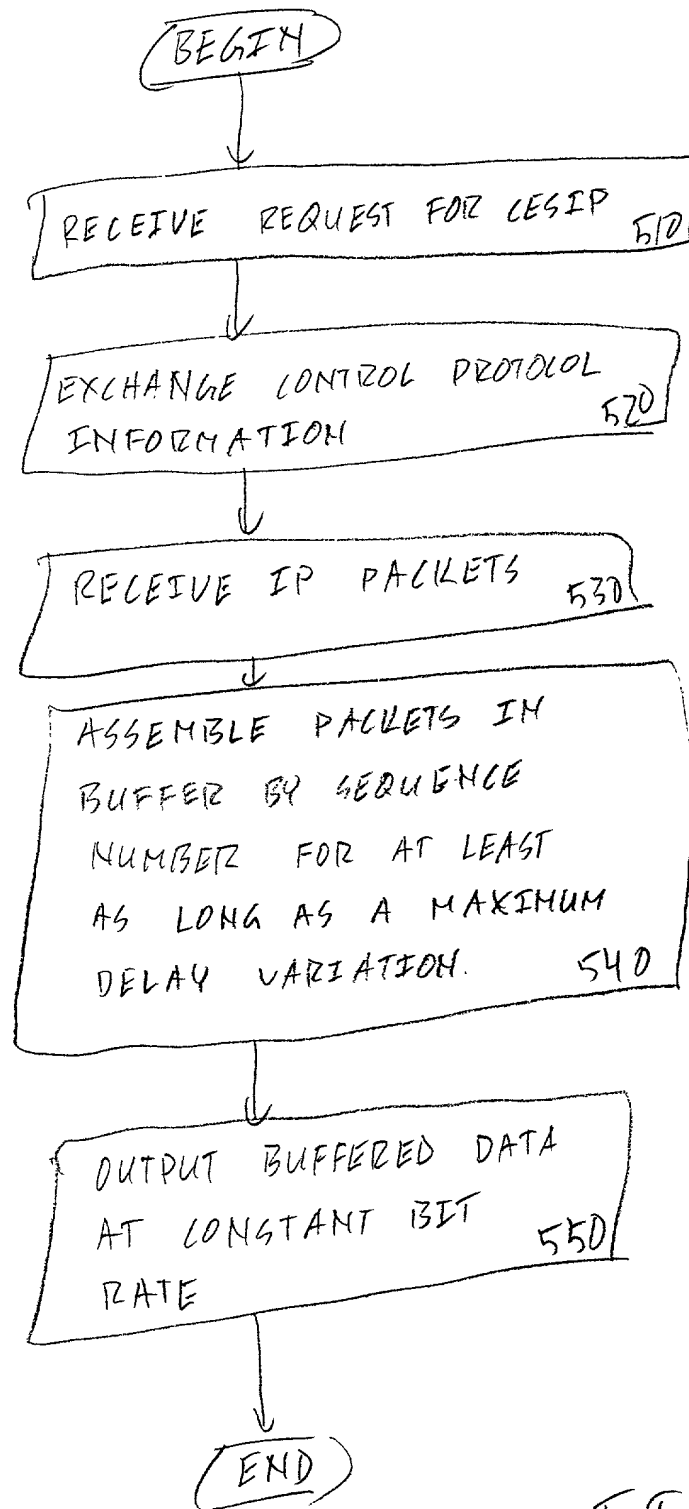 BEGIN
RECEIVE REQUEST FOR CESIP 510
EXCHANGE CONTROL PROTOCOL
INFORMATION 520
RECEIVE IP PACKETS 530
ASSEMBLE PACKETS IN
BUFFER BY SEQUENCE
NUMBER FOR AT LEAST
AS LONG AS A MAXIMUM
DELAY VARIATION. 540
OUTPUT BUFFERED DATA
AT CONSTANT BIT
RATE 550
END